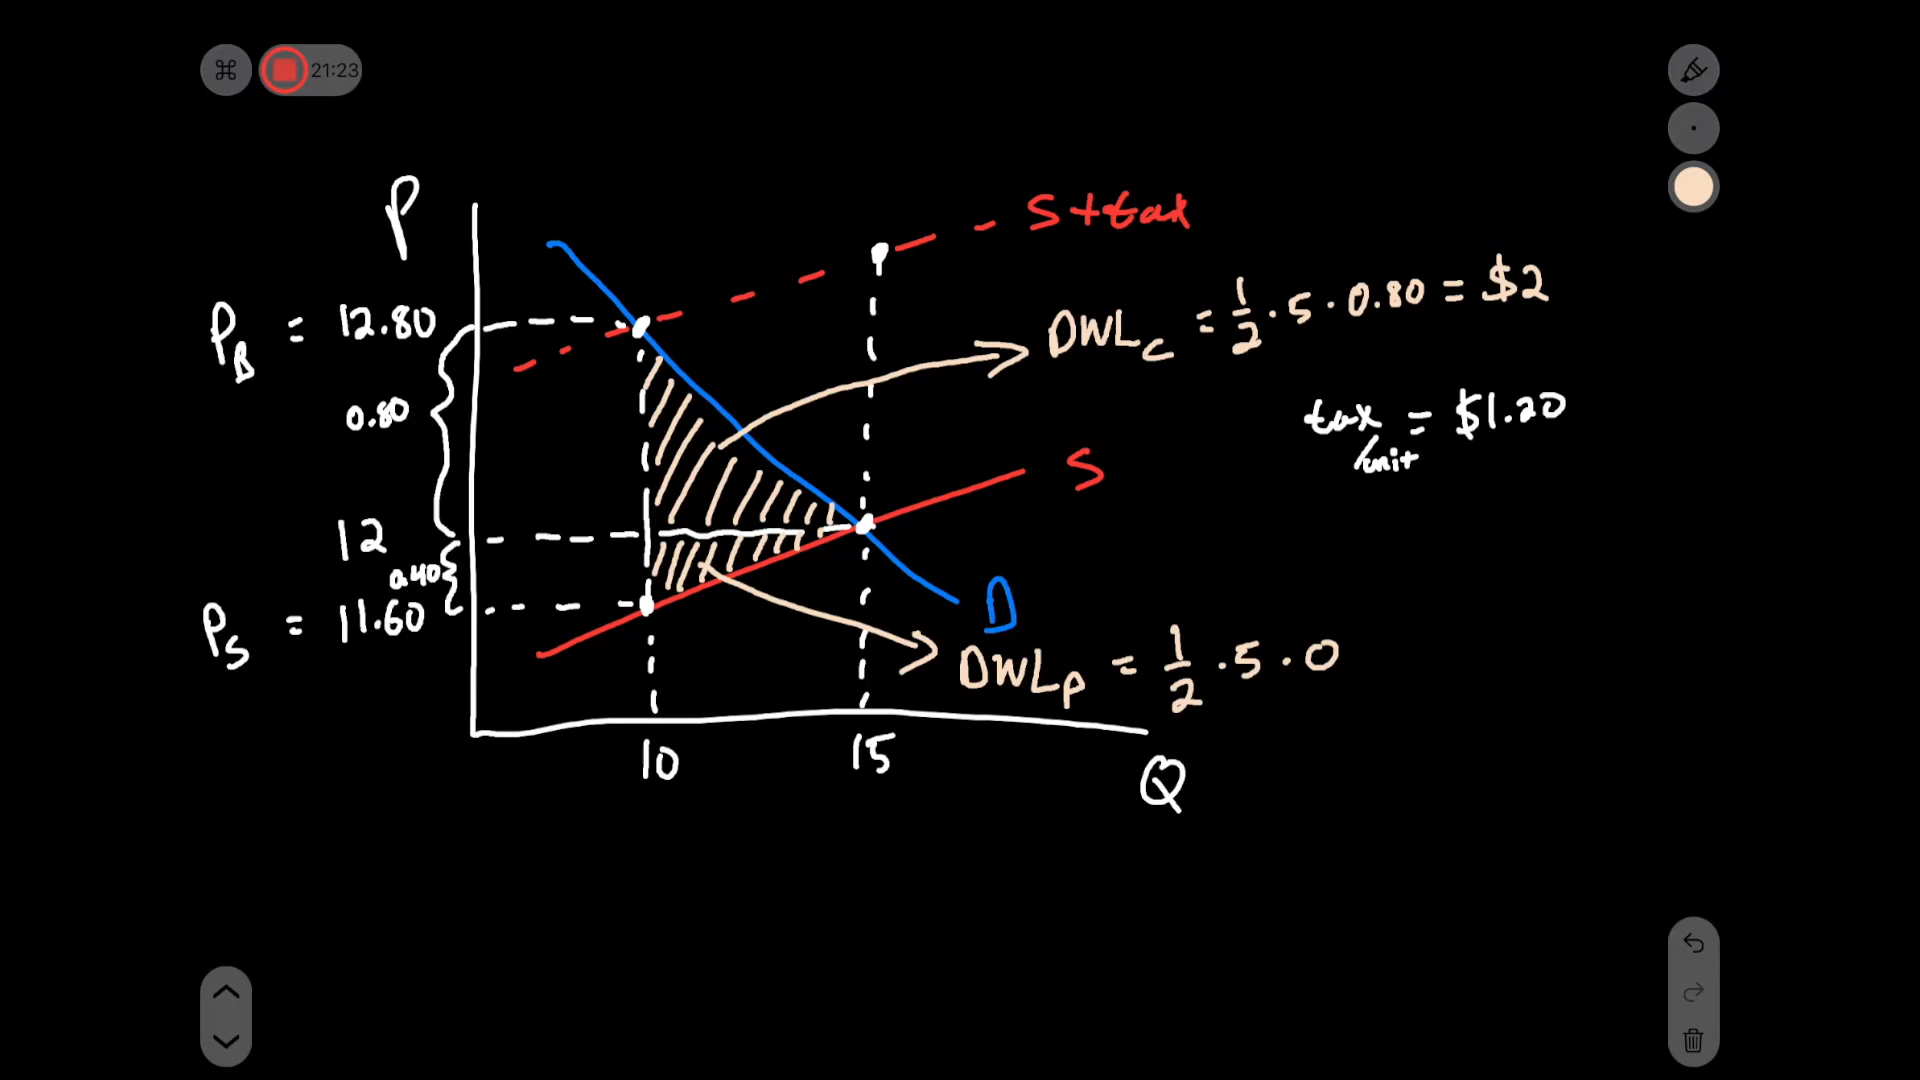 21:23
P
S + tax
P_B = 12.80
DWL_C = 1/2 · 5 · 0.80 = $2
0.80
tax/unit = $1.20
S
12
0.40
P_S = 11.60
D
DWL_P = 1/2 · 5 · 0
10
15
Q